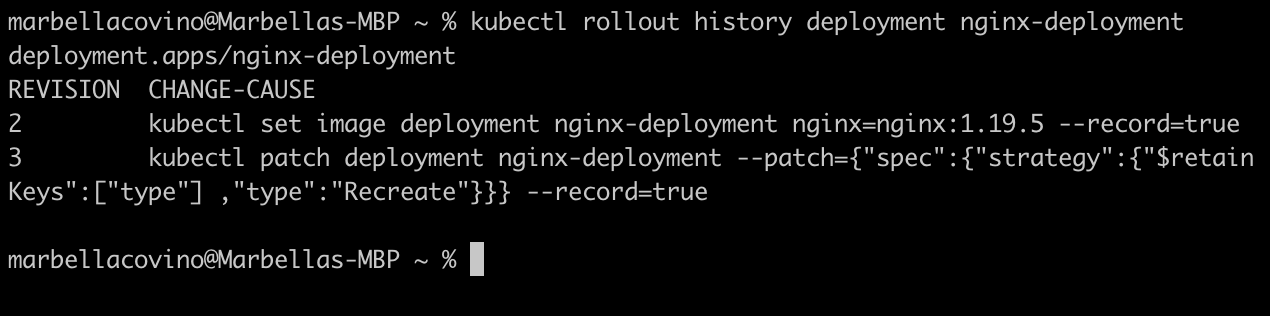 marbellacovino@Marbellas-MBP ~ % kubectl rollout history deployment nginx-deployment
deployment.apps/nginx-deployment
REVISION  CHANGE-CAUSE
2         kubectl set image deployment nginx-deployment nginx=nginx:1.19.5 --record=true
3         kubectl patch deployment nginx-deployment --patch={"spec":{"strategy":{"$retain
Keys":["type"] ,"type":"Recreate"}}} --record=true
marbellacovino@Marbellas-MBP ~ %